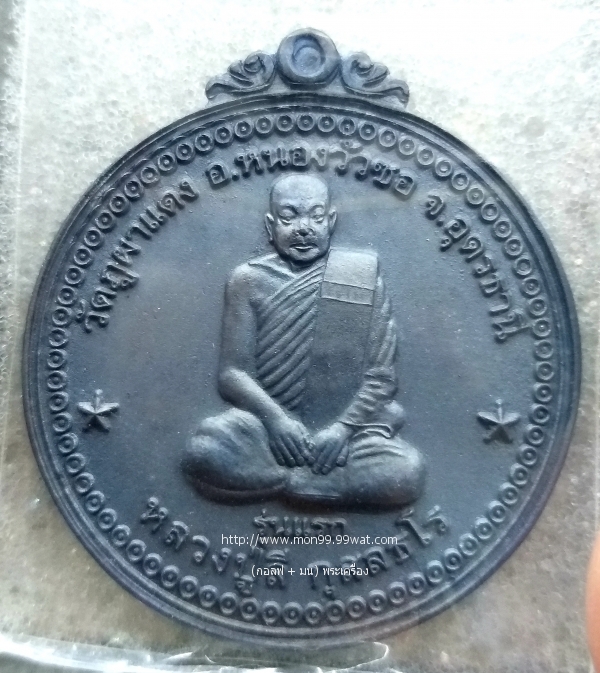 วัดภูผาแดง อ.หนองวัวซอ จ.อุดรธานี
รุ่นแรก
หลวงปู่ลี กุสลธโร
http://www.mon99.99wat.com
(กอลฟ์ + มน) พระเครื่อง